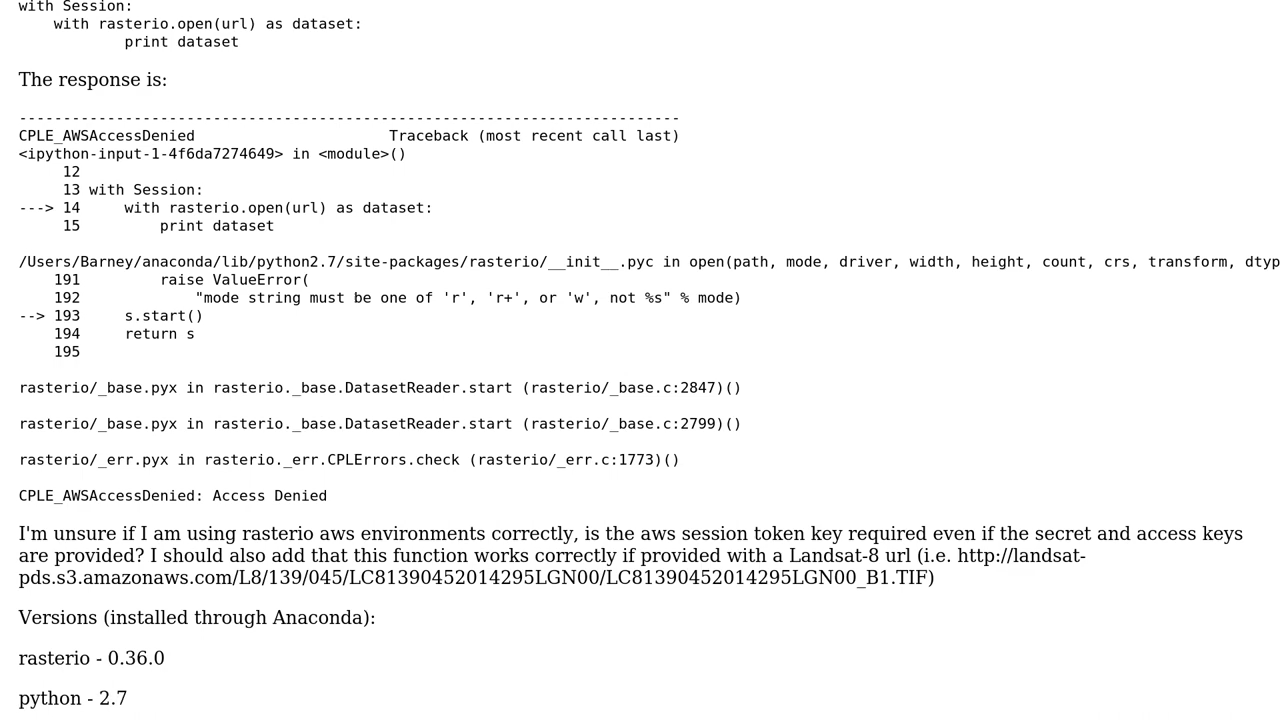 with Session:
    with rasterio.open(url) as dataset:
            print dataset
The response is:
---------------------------------------------------------------------------
CPLE_AWSAccessDenied                      Traceback (most recent call last)
<ipython-input-1-4f6da7274649> in <module>()
     12
     13 with Session:
---> 14     with rasterio.open(url) as dataset:
     15         print dataset
/Users/Barney/anaconda/lib/python2.7/site-packages/rasterio/__init__.pyc in open(path, mode, driver, width, height, count, crs, transform, dtyp
    191         raise ValueError(
    192             "mode string must be one of 'r', 'r+', or 'w', not %s" % mode)
--> 193     s.start()
    194     return s
    195
rasterio/_base.pyx in rasterio._base.DatasetReader.start (rasterio/_base.c:2847)()
rasterio/_base.pyx in rasterio._base.DatasetReader.start (rasterio/_base.c:2799)()
rasterio/_err.pyx in rasterio._err.CPLErrors.check (rasterio/_err.c:1773)()
CPLE_AWSAccessDenied: Access Denied
I'm unsure if I am using rasterio aws environments correctly, is the aws session token key required even if the secret and access keys
are provided? I should also add that this function works correctly if provided with a Landsat-8 url (i.e. http://landsat-
pds.s3.amazonaws.com/L8/139/045/LC81390452014295LGN00/LC81390452014295LGN00_B1.TIF)
Versions (installed through Anaconda):
rasterio - 0.36.0
python - 2.7